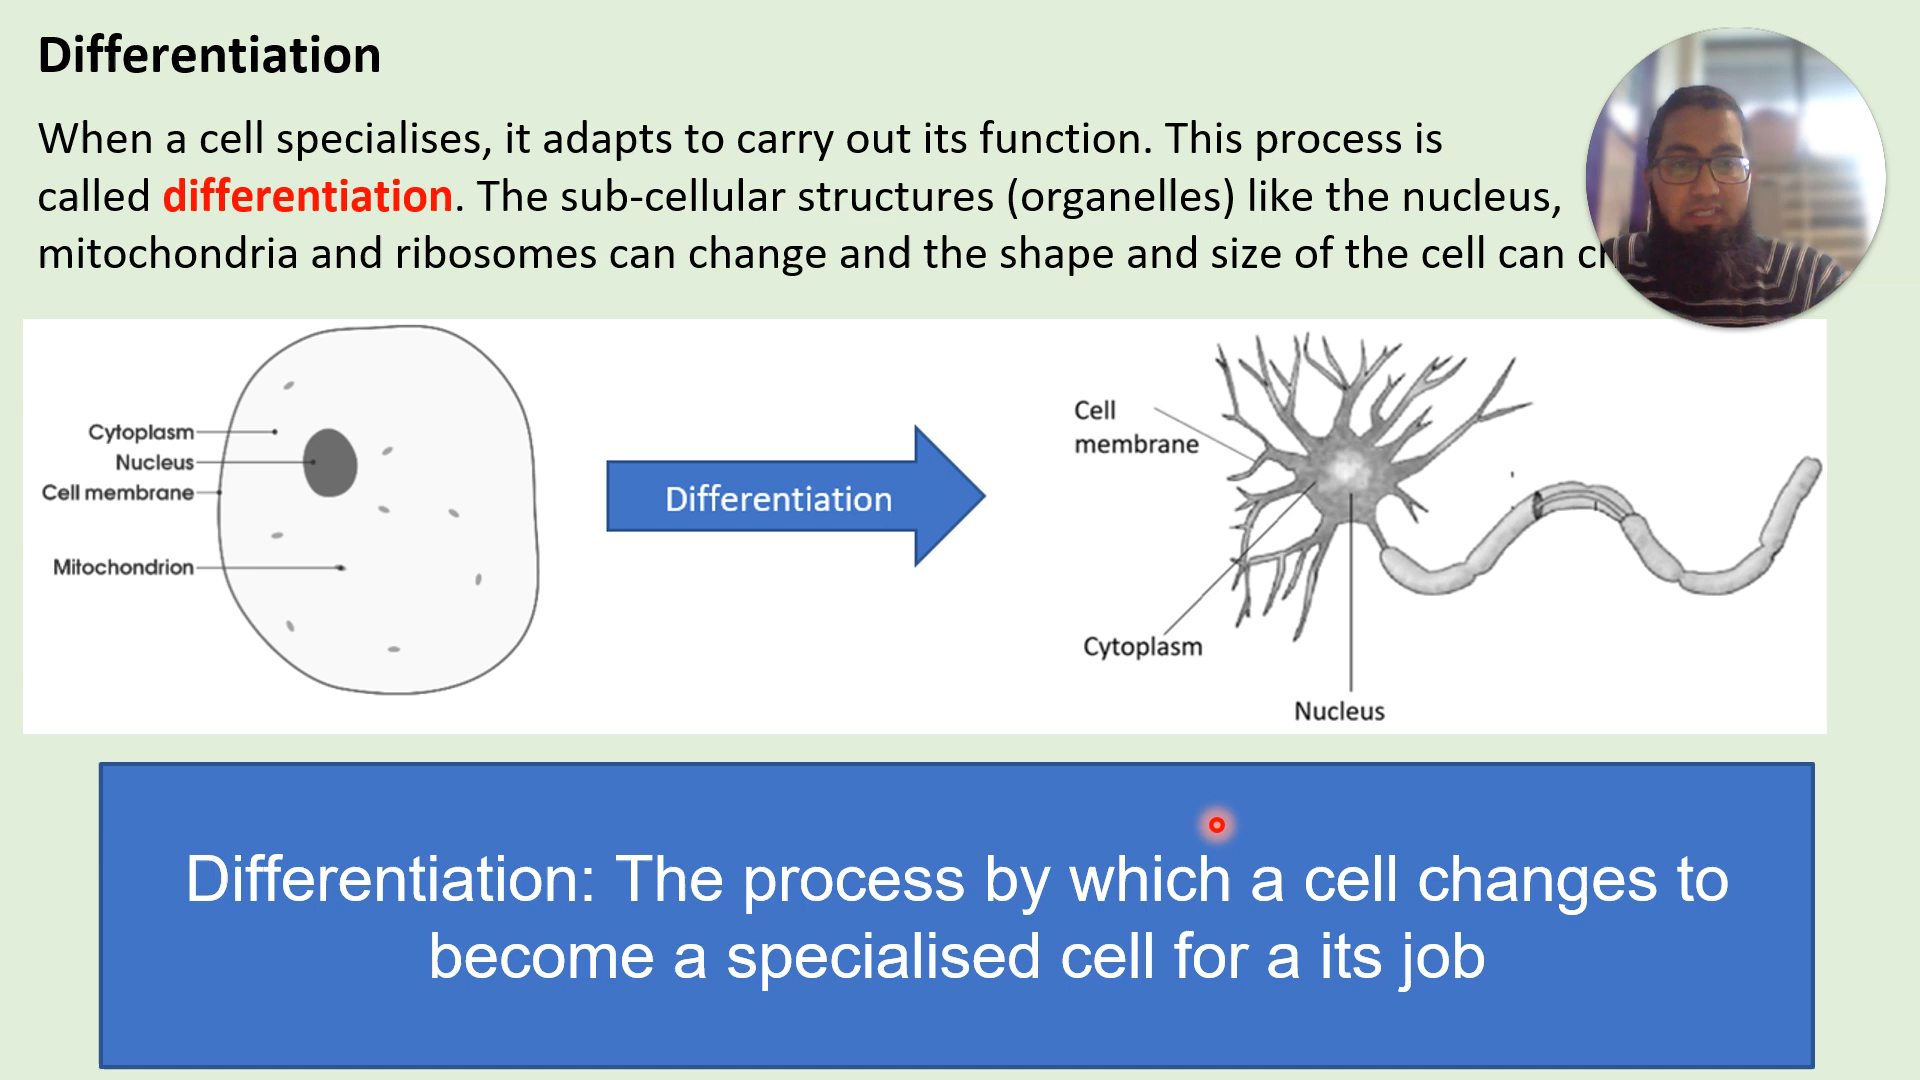 Differentiation
When a cell specialises, it adapts to carry out its function. This process is
called differentiation. The sub-cellular structures (organelles) like the nucleus,
mitochondria and ribosomes can change and the shape and size of the cell can
Cytoplasm
Nucleus
Cell membrane
Mitochondrion
Differentiation
Cell
membrane
Cytoplasm
Nucleus
Differentiation: The process by which a cell changes to
become a specialised cell for a its job